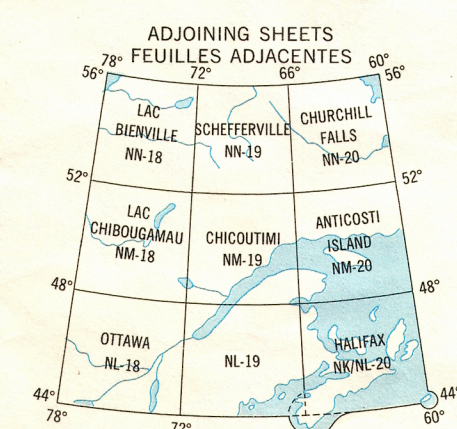 ADJOINING SHEETS
FEUILLES ADJACENTES
78° 72° 66° 60°
56° 56°
LAC
BIENVILLE
NN-18
SCHEFFERVILLE
NN-19
CHURCHILL
FALLS
NN-20
52° 52°
LAC
CHIBOUGAMAU
NM-18
CHICOUTIMI
NM-19
ANTICOSTI
ISLAND
NM-20
48° 48°
OTTAWA
NL-18
NL-19
HALIFAX
NK/NL-20
44° 44°
78° 72° 60°